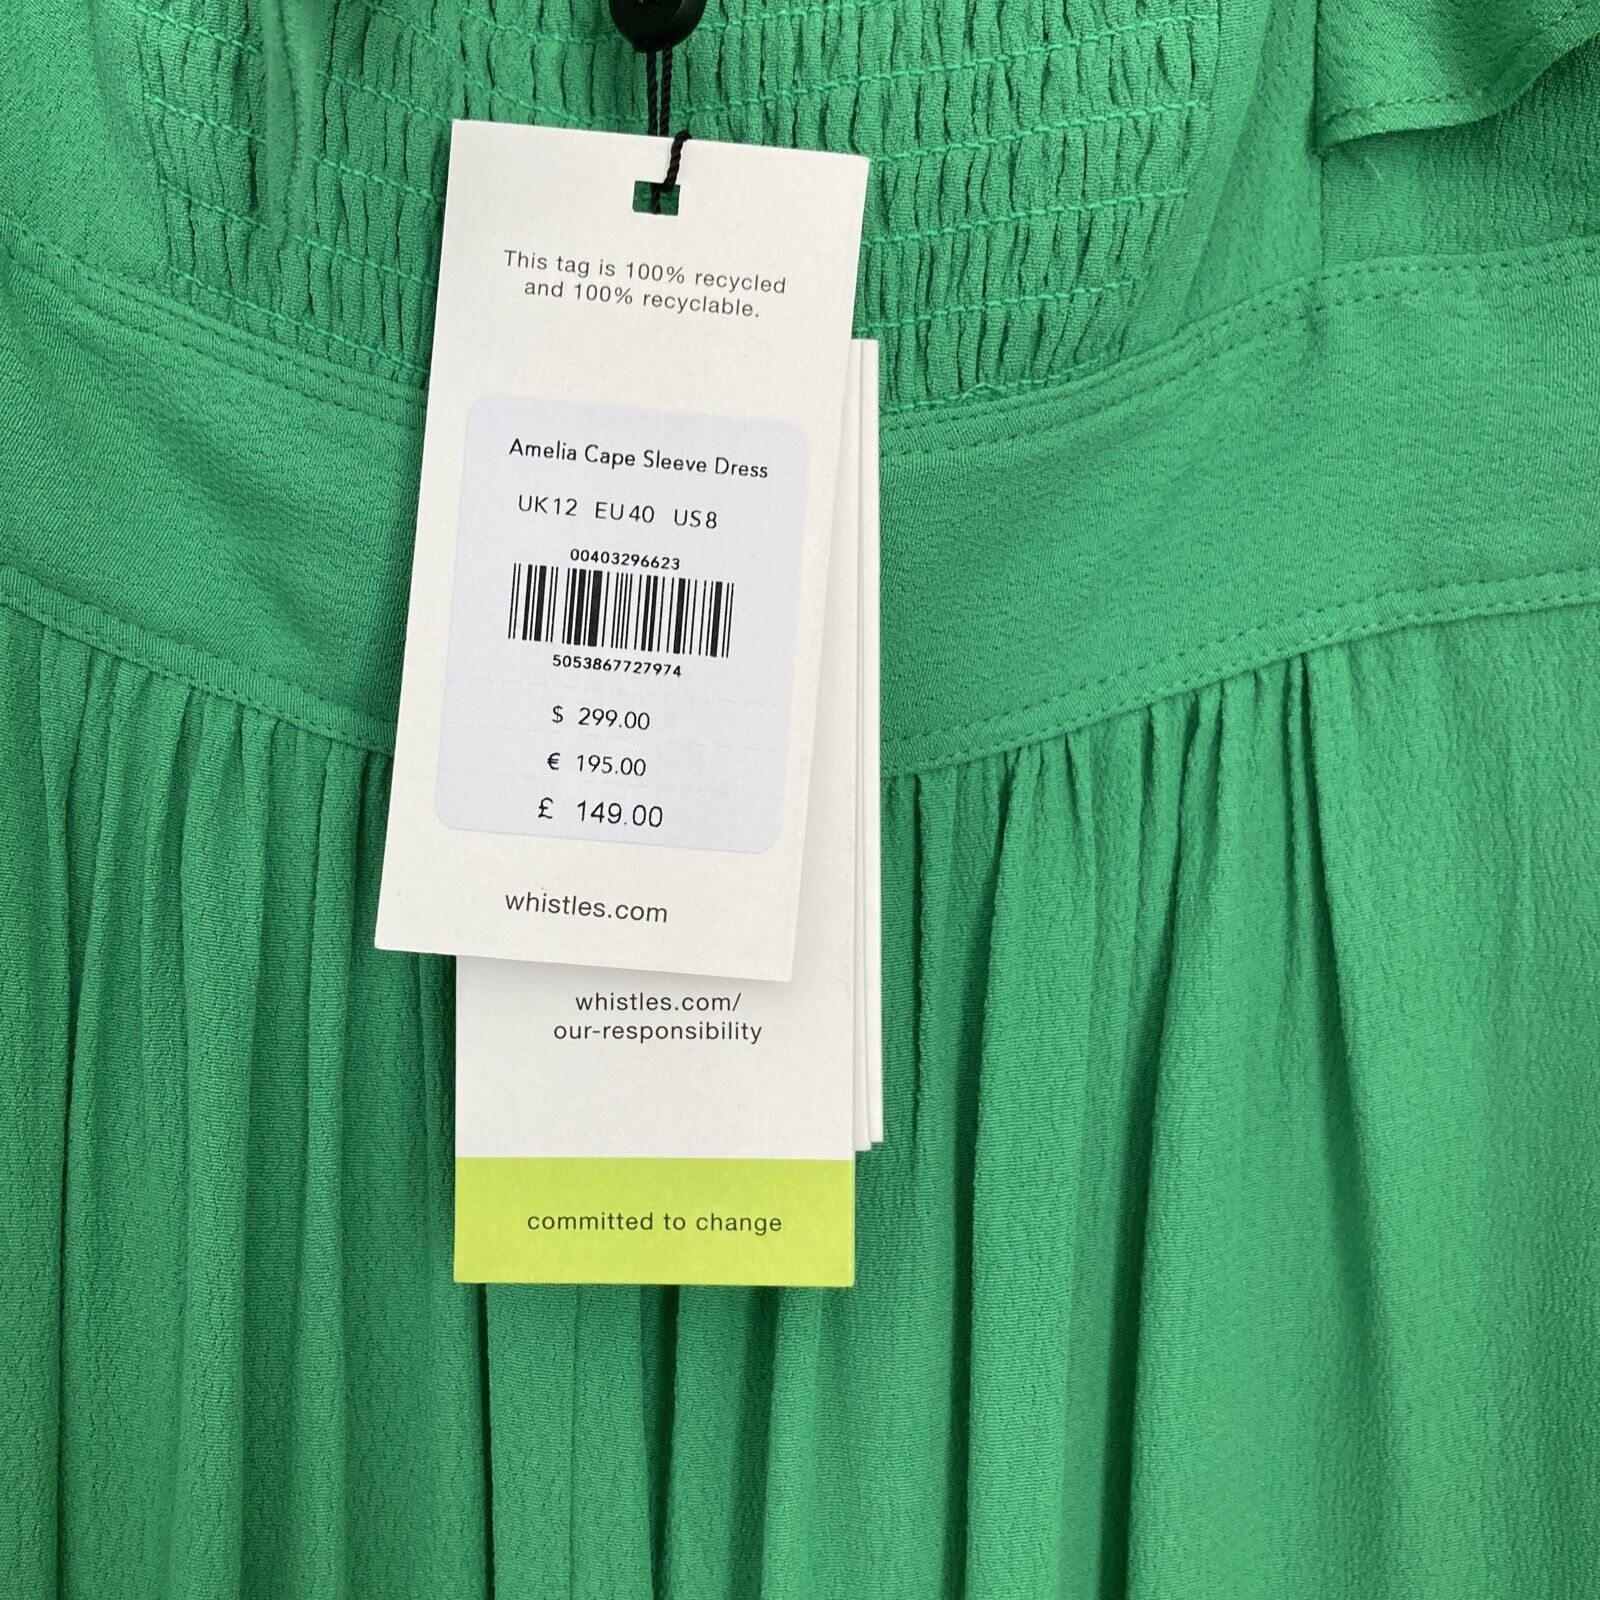 This tag is 100% recycled
and 100% recyclable.
Amelia Cape Sleeve Dress
UK12 EU40 US8
00403296623
5053867727974
$ 299.00
€ 195.00
£ 149.00
whistles.com
whistles.com/
our-responsibility
committed to change